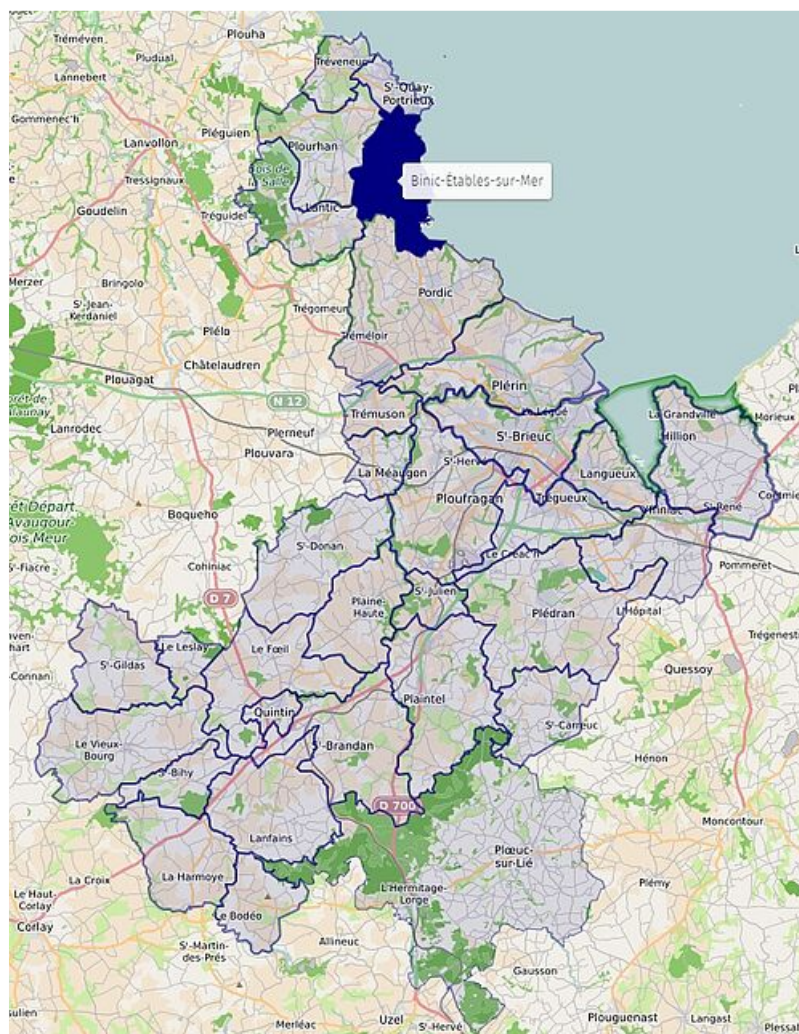 Tréméven
Plouha
Pludual
Lannebert
Tréveneuc
St-Quay-
Portrieux
Gommenec'h
Pléguien
Lanvollon
Plourhan
Bois de
la Salle
Binic-Étables-sur-Mer
Tressignaux
Goudelin
Tréguidel
Lantic
Merzer
Bringolo
Pordic
St-Jean-
Kerdaniel
Trégomeur
Plélo
Tréméloir
Châtelaudren
Plouagat
Plérin
N 12
Trémuson
Le Légué
La Grandville
Morieux
Lanrodec
Plerneuf
St-Brieuc
Hillion
Plouvara
La Méaugon
St-Hervé
Langueux
Ploufragan
Trégueux
Yffiniac
St-René
Boqueho
St-Donan
Le Créac'h
Pommeret
Cohiniac
St-Julien
D 7
Plaine-
Haute
Plédran
L'Hôpital
Le Leslay
Le Fœil
St-Gildas
Quessoy
Plaintel
Quintin
St-Carreuc
Le Vieux-
Bourg
St-Brandan
Hénon
St-Bihy
D 700
Moncontour
Lanfains
Plœuc-
sur-Lié
La Croix
La Harmoye
Plémy
Le Haut-
Corlay
L'Hermitage-
Lorge
Corlay
Le Bodéo
Allineuc
St-Martin-
des-Prés
Gausson
Uzel
Plouguenast
Langast
Merléac
St-Hervé